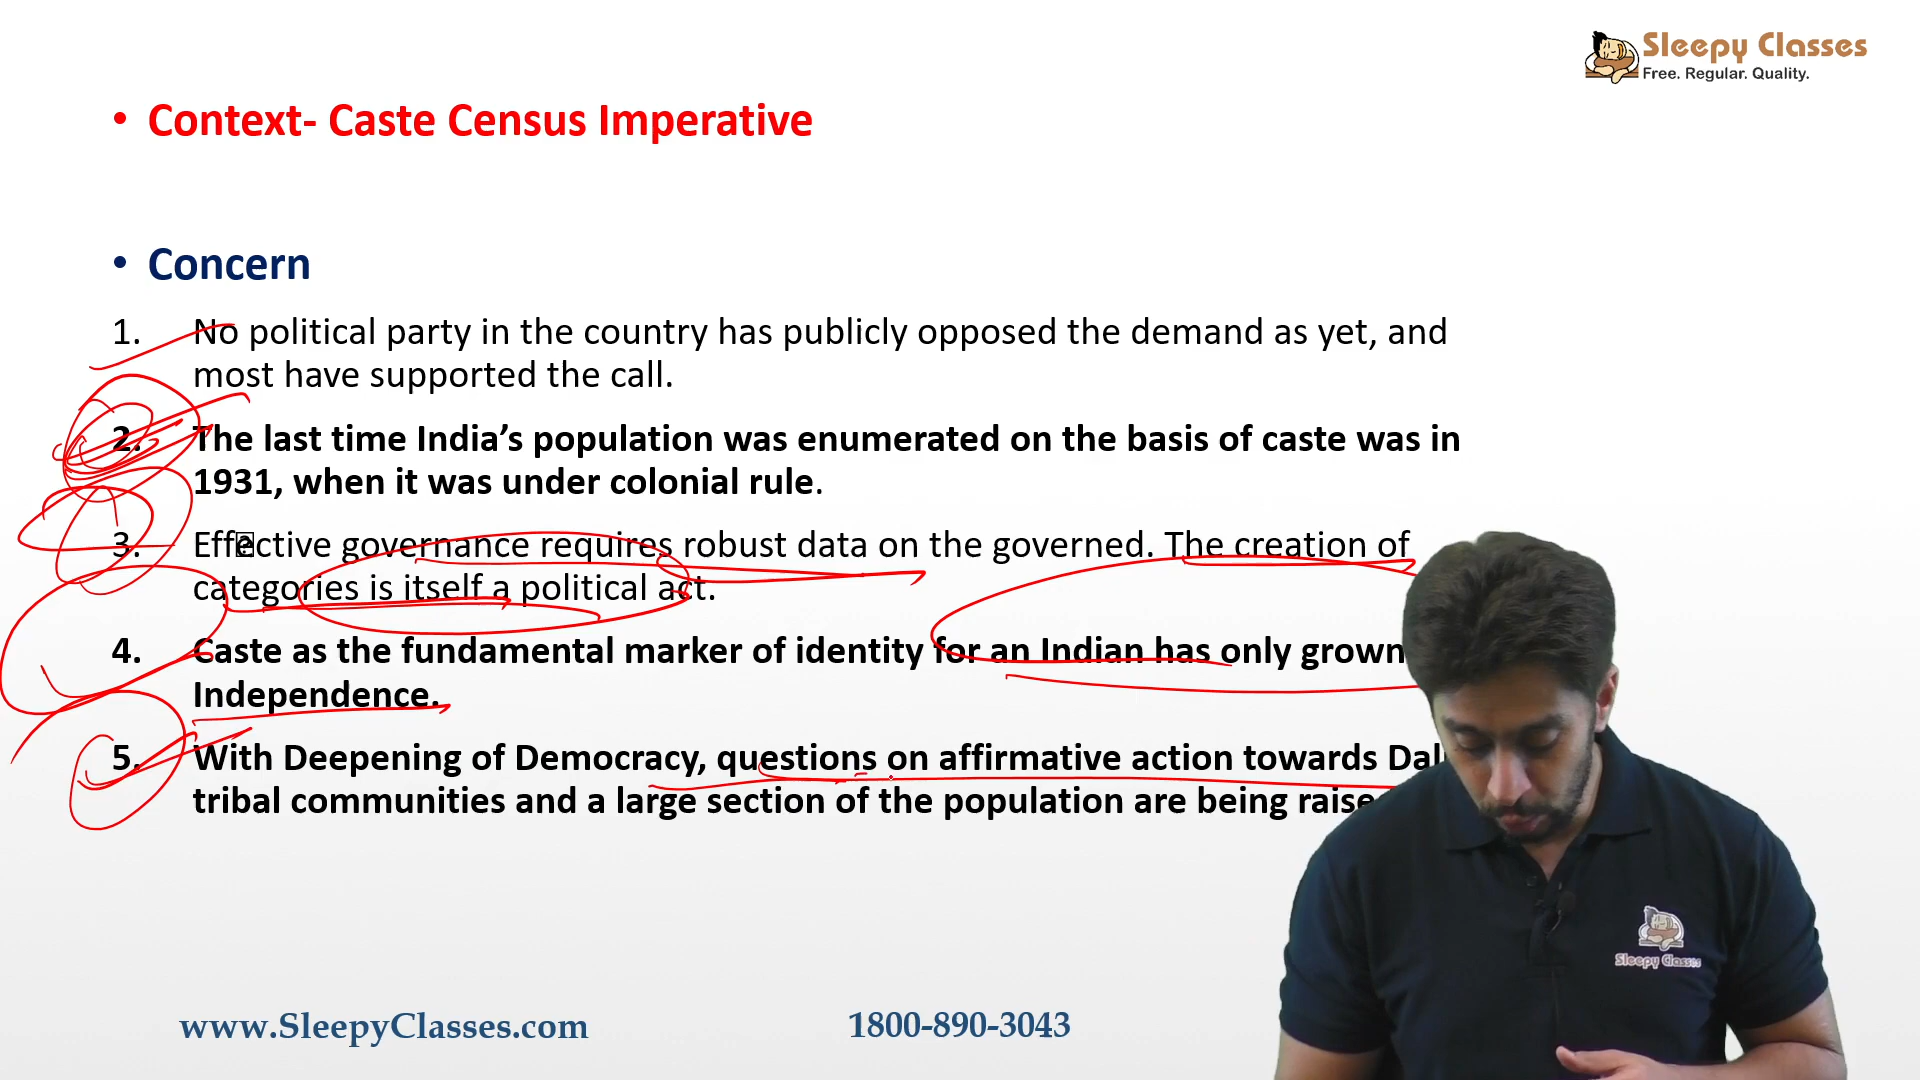 Sleepy Classes
Free. Regular. Quality.
• Context- Caste Census Imperative
• Concern
1. No political party in the country has publicly opposed the demand as yet, and
most have supported the call.
2. The last time India’s population was enumerated on the basis of caste was in
1931, when it was under colonial rule.
3. Effective governance requires robust data on the governed. The creation of
categories is itself a political act.
4. Caste as the fundamental marker of identity for an Indian has only grown
Independence.
5. With Deepening of Democracy, questions on affirmative action towards
tribal communities and a large section of the population are being
Sleepy Classes
www.SleepyClasses.com
1800-890-3043